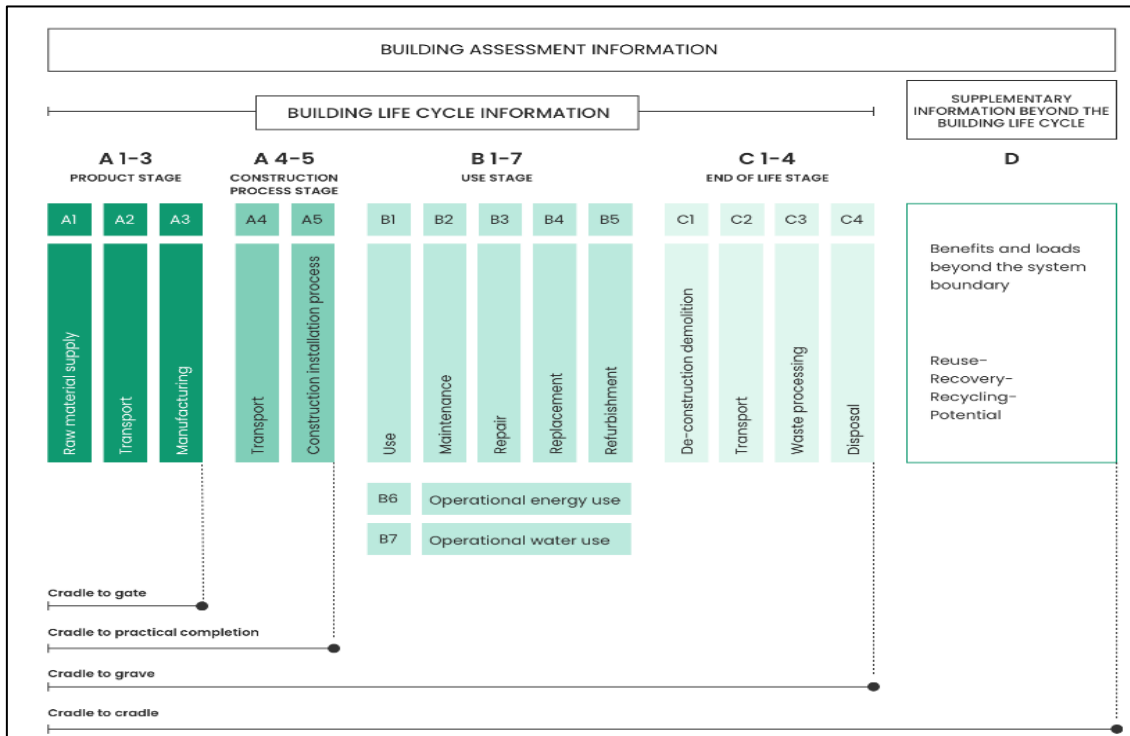 BUILDING ASSESSMENT INFORMATION
BUILDING LIFE CYCLE INFORMATION
SUPPLEMENTARY
INFORMATION BEYOND THE
BUILDING LIFE CYCLE
A 1-3
PRODUCT STAGE
A 4-5
CONSTRUCTION
PROCESS STAGE
B 1-7
USE STAGE
C 1-4
END OF LIFE STAGE
D
A1
A2
A3
A4
A5
B1
B2
B3
B4
B5
C1
C2
C3
C4
Raw material supply
Transport
Manufacturing
Transport
Construction installation process
Use
Maintenance
Repair
Replacement
Refurbishment
De-construction demolition
Transport
Waste processing
Disposal
Benefits and loads
beyond the system
boundary
Reuse-
Recovery-
Recycling-
Potential
B6
Operational energy use
B7
Operational water use
Cradle to gate
Cradle to practical completion
Cradle to grave
Cradle to cradle